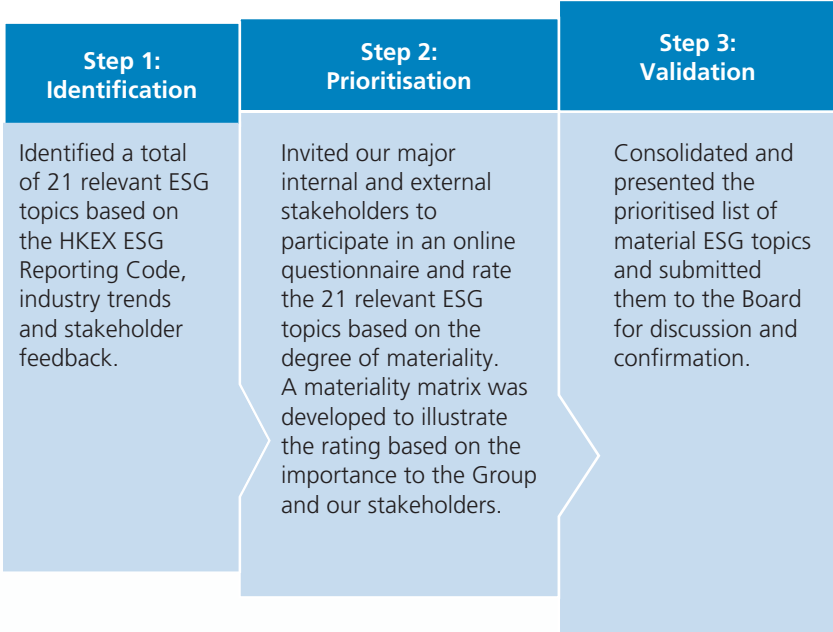 Step 1:
Identification
Identified a total
of 21 relevant ESG
topics based on
the HKEX ESG
Reporting Code,
industry trends
and stakeholder
feedback.
Step 2:
Prioritisation
Invited our major
internal and external
stakeholders to
participate in an online
questionnaire and rate
the 21 relevant ESG
topics based on the
degree of materiality.
A materiality matrix was
developed to illustrate
the rating based on the
importance to the Group
and our stakeholders.
Step 3:
Validation
Consolidated and
presented the
prioritised list of
material ESG topics
and submitted
them to the Board
for discussion and
confirmation.